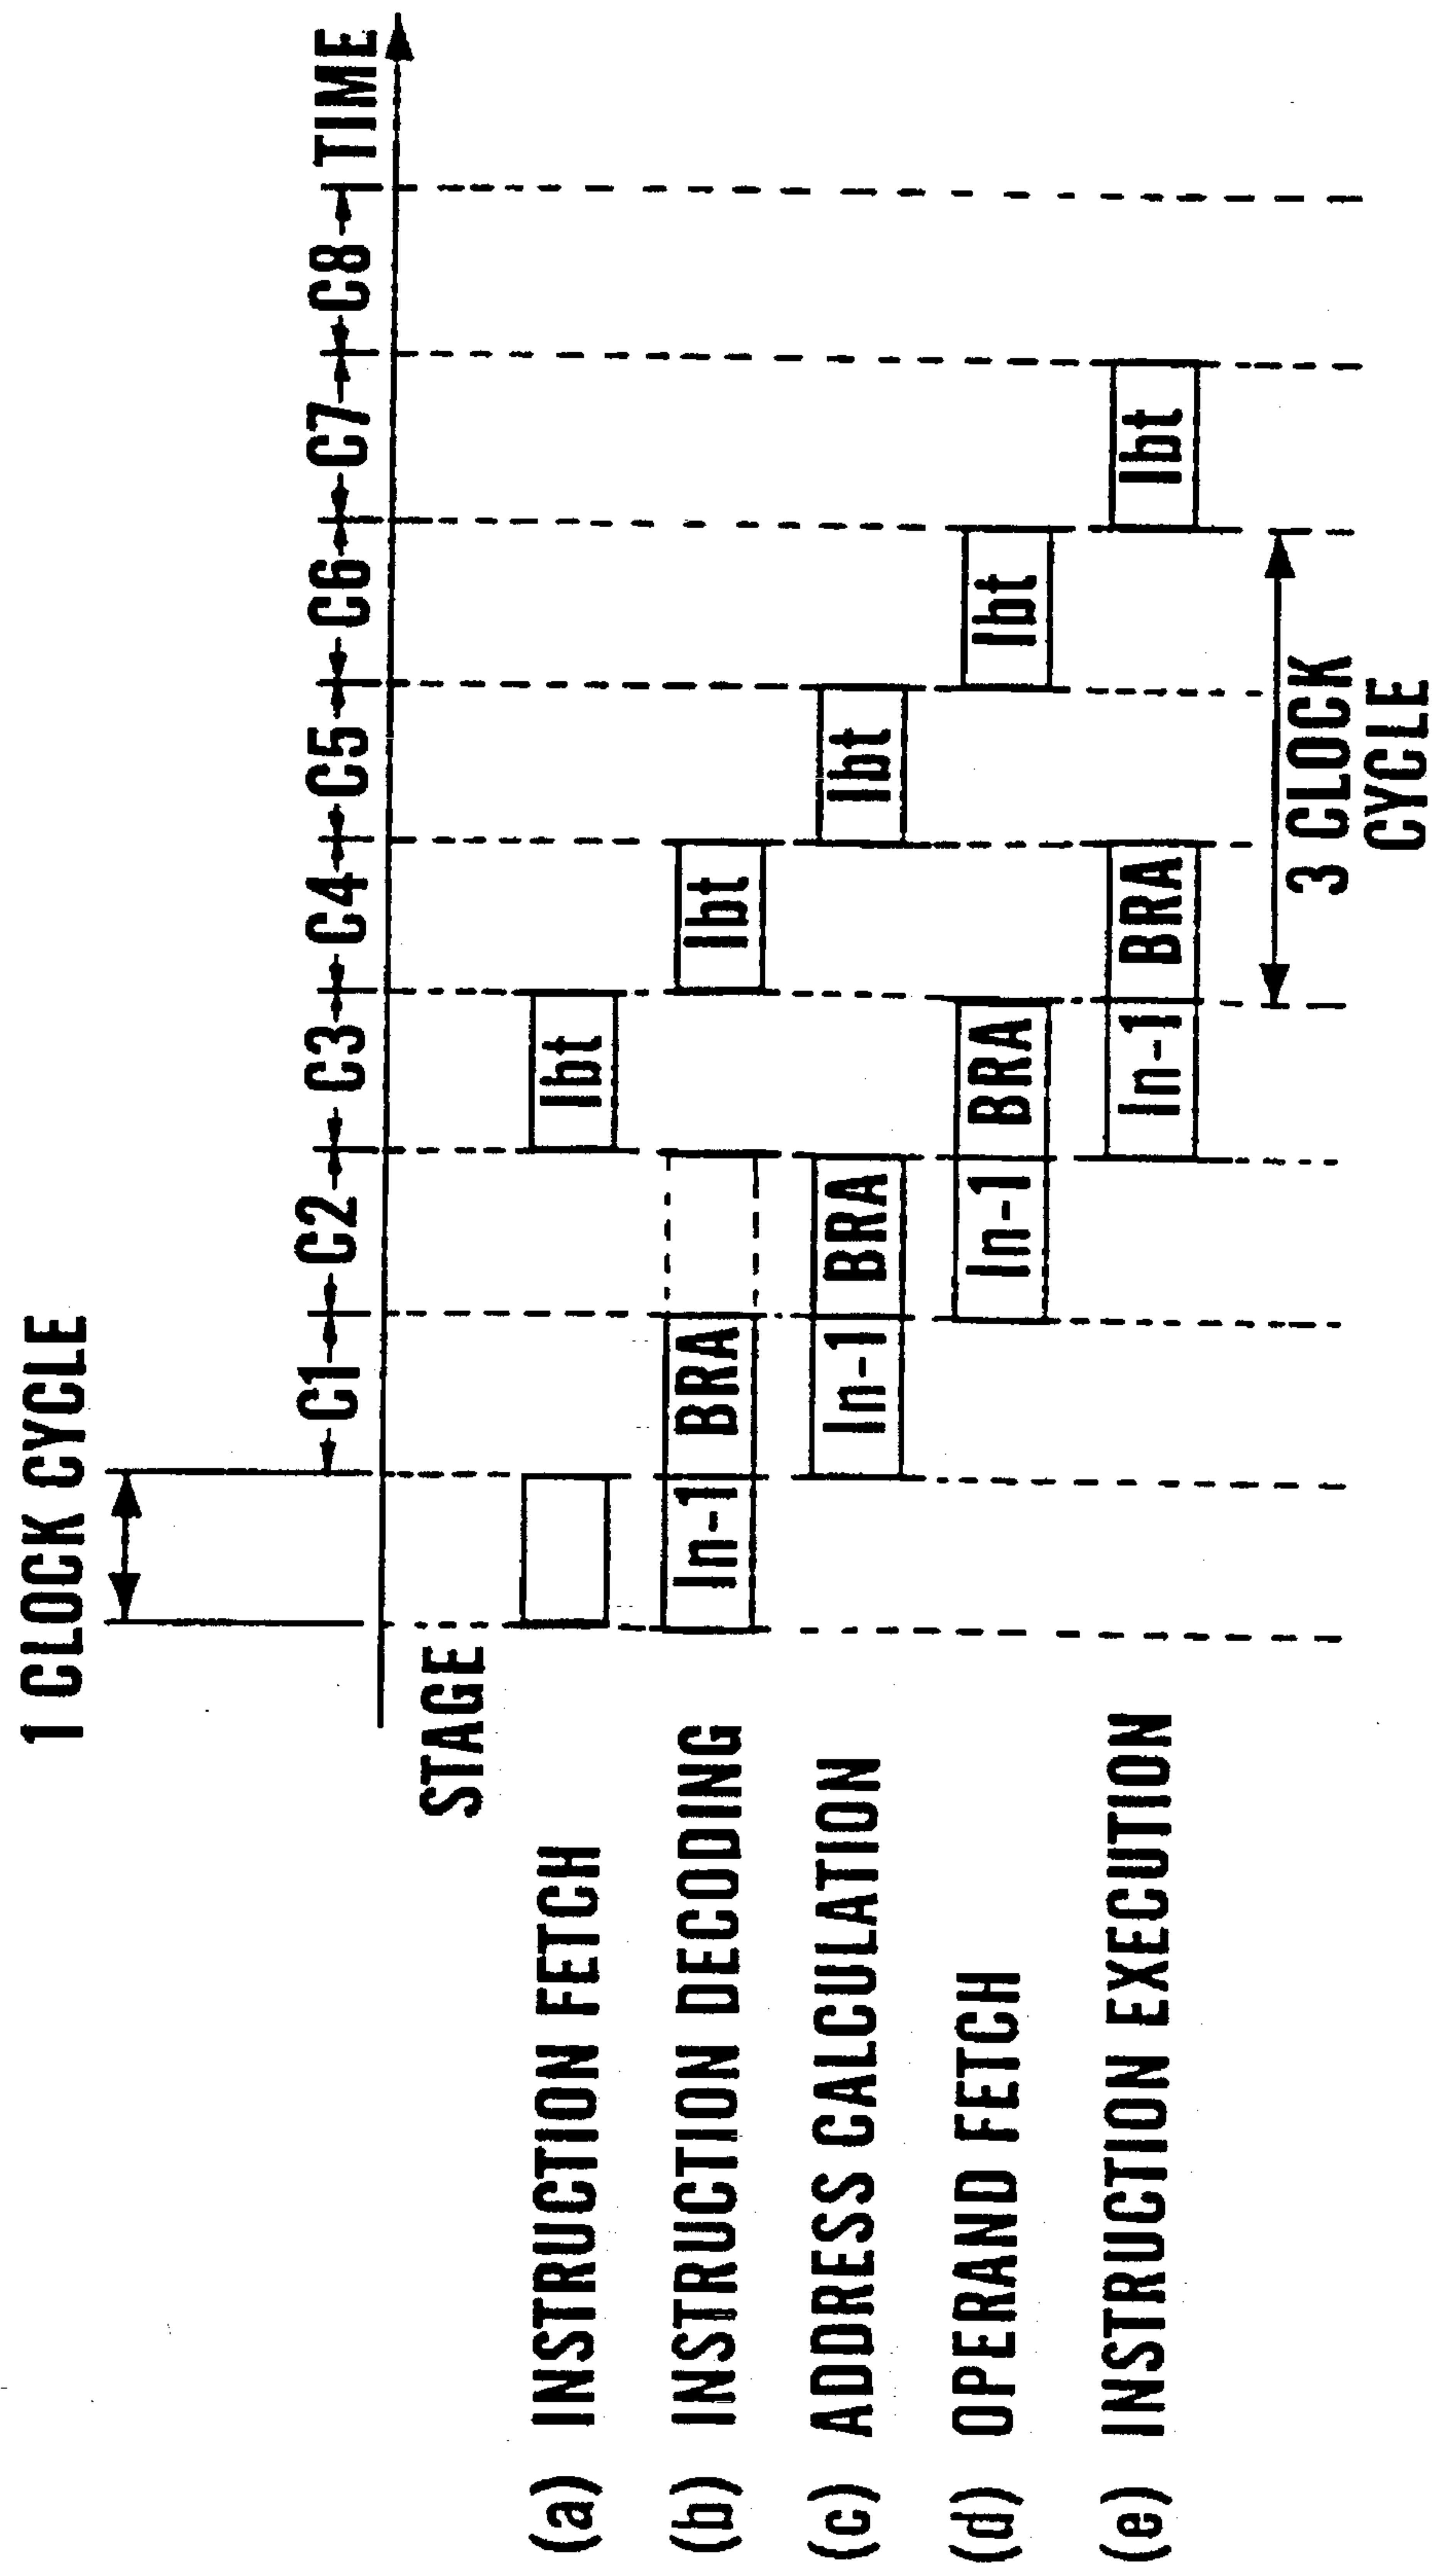 1 CLOCK CYCLE
C1 C2 C3 C4 C5 C6 C7 C8 TIME
STAGE
(a) INSTRUCTION FETCH Ibt
(b) INSTRUCTION DECODING In-1 BRA Ibt
(c) ADDRESS CALCULATION In-1 BRA Ibt
(d) OPERAND FETCH In-1 BRA Ibt
(e) INSTRUCTION EXECUTION In-1 BRA Ibt
3 CLOCK
CYCLE